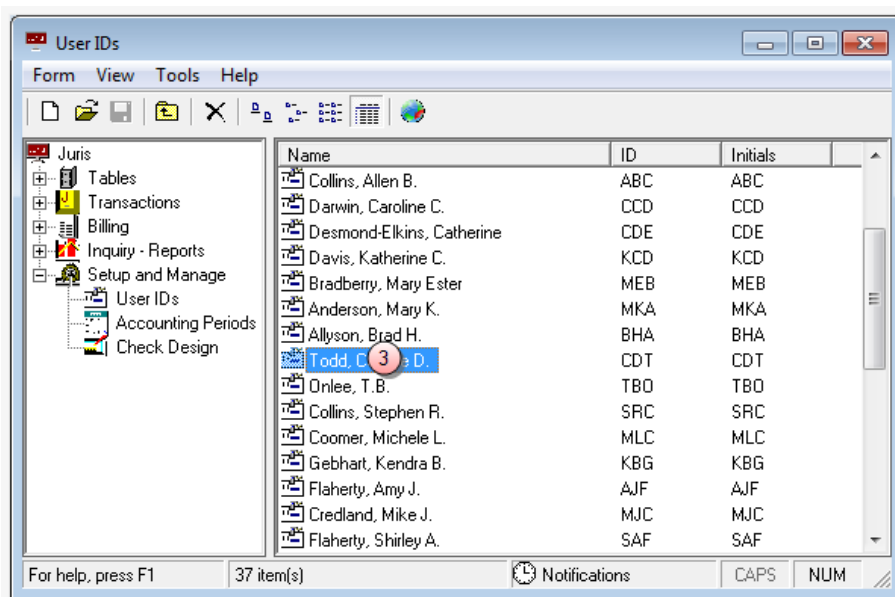 User IDs
Form View Tools Help
Juris
Tables
Transactions
Billing
Inquiry - Reports
Setup and Manage
User IDs
Accounting Periods
Check Design
Name ID Initials
Collins, Allen B. ABC ABC
Darwin, Caroline C. CCD CCD
Desmond-Elkins, Catherine CDE CDE
Davis, Katherine C. KCD KCD
Bradberry, Mary Ester MEB MEB
Anderson, Mary K. MKA MKA
Allyson, Brad H. BHA BHA
Todd, 3 D. CDT CDT
Onlee, T.B. TBO TBO
Collins, Stephen R. SRC SRC
Coomer, Michele L. MLC MLC
Gebhart, Kendra B. KBG KBG
Flaherty, Amy J. AJF AJF
Credland, Mike J. MJC MJC
Flaherty, Shirley A. SAF SAF
For help, press F1 37 item(s) Notifications CAPS NUM